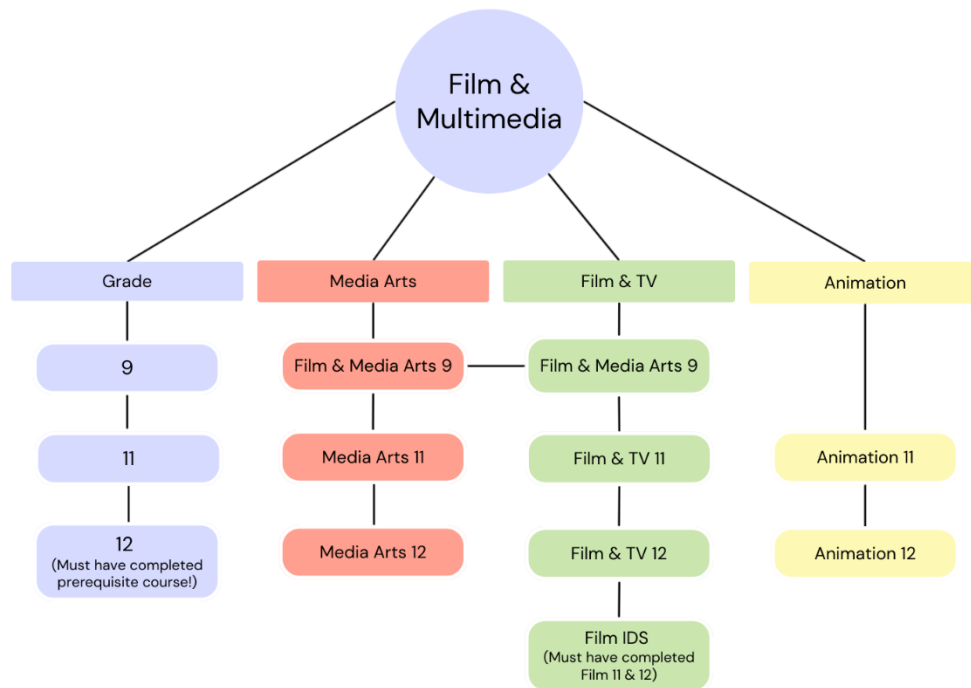 Film &
Multimedia
Grade
Media Arts
Film & TV
Animation
9
Film & Media Arts 9
Film & Media Arts 9
11
Media Arts 11
Film & TV 11
Animation 11
12
(Must have completed
prerequisite course!)
Media Arts 12
Film & TV 12
Animation 12
Film IDS
(Must have completed
Film 11 & 12)